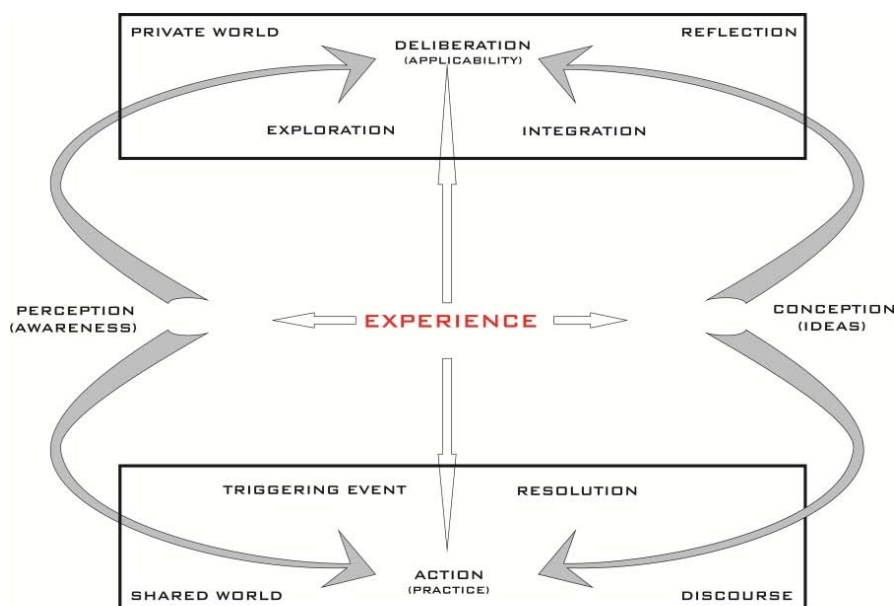 PRIVATE WORLD
DELIBERATION
(APPLICABILITY)
REFLECTION
EXPLORATION
INTEGRATION
PERCEPTION
(AWARENESS)
EXPERIENCE
CONCEPTION
(IDEAS)
TRIGGERING EVENT
RESOLUTION
ACTION
(PRACTICE)
SHARED WORLD
DISCOURSE